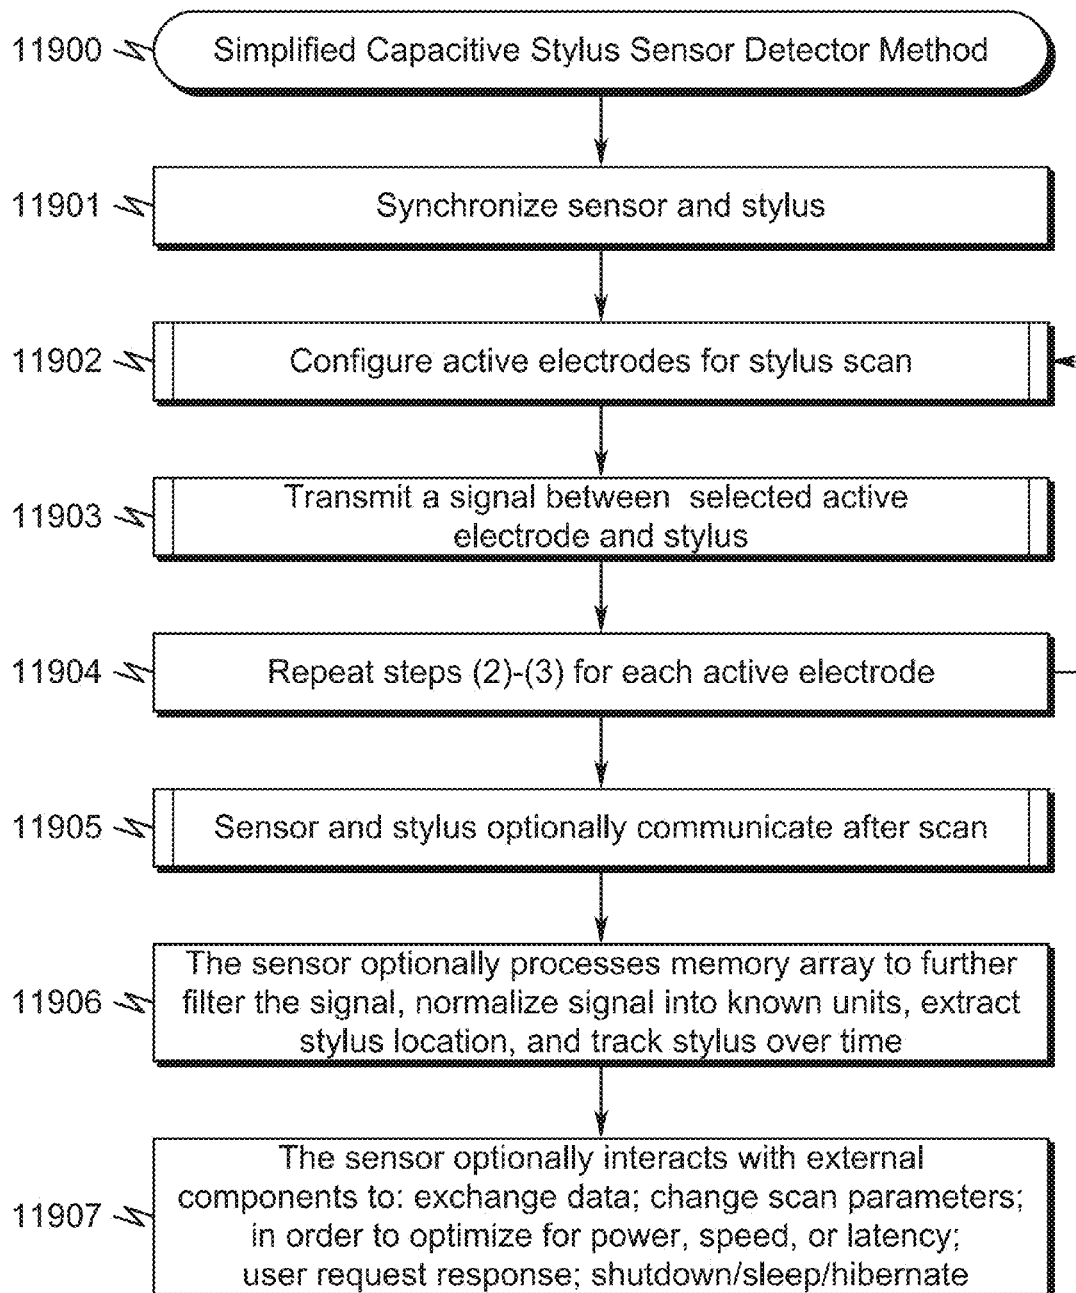 11900 Simplified Capacitive Stylus Sensor Detector Method
11901 Synchronize sensor and stylus
11902 Configure active electrodes for stylus scan
11903 Transmit a signal between selected active
electrode and stylus
11904 Repeat steps (2)-(3) for each active electrode
11905 Sensor and stylus optionally communicate after scan
11906 The sensor optionally processes memory array to further
filter the signal, normalize signal into known units, extract
stylus location, and track stylus over time
11907 The sensor optionally interacts with external
components to: exchange data; change scan parameters;
in order to optimize for power, speed, or latency;
user request response; shutdown/sleep/hibernate